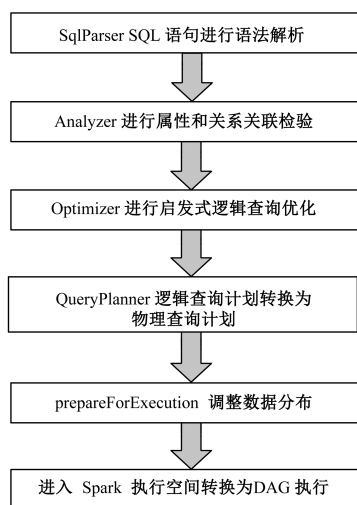 SqlParser SQL 语句进行语法解析
Analyzer 进行属性和关系关联检验
Optimizer 进行启发式逻辑查询优化
QueryPlanner 逻辑查询计划转换为
物理查询计划
prepareForExecution 调整数据分布
进入 Spark 执行空间转换为DAG 执行